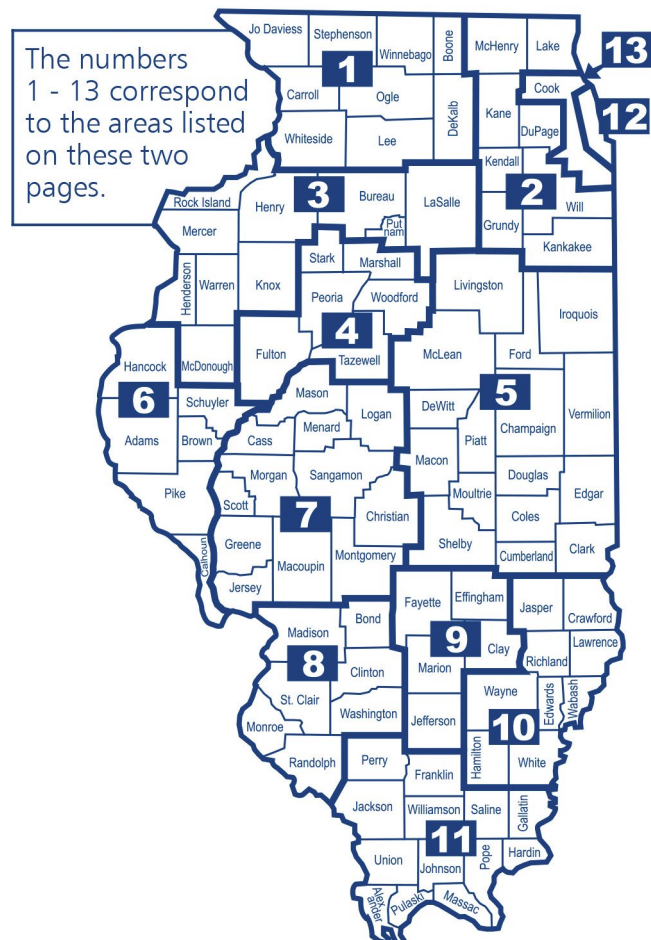 The numbers
1 - 13 correspond
to the areas listed
on these two
pages.
Jo Daviess
Stephenson
Winnebago
Boone
McHenry
Lake
13
1
Carroll
Ogle
DeKalb
Kane
Cook
12
DuPage
Whiteside
Lee
Kendall
2
Will
Grundy
Kankakee
Rock Island
Henry
3
Bureau
LaSalle
Put
nam
Mercer
Henderson
Warren
Knox
Stark
Marshall
Peoria
Woodford
4
Tazewell
Fulton
McDonough
Livingston
Iroquois
McLean
Ford
5
Hancock
6
Schuyler
Adams
Brown
Pike
Calhoun
Mason
Logan
Menard
Cass
DeWitt
Piatt
Champaign
Vermilion
Macon
Morgan
Sangamon
Scott
7
Christian
Moultrie
Douglas
Edgar
Coles
Greene
Macoupin
Montgomery
Shelby
Cumberland
Clark
Jersey
Fayette
Effingham
Jasper
Crawford
Madison
Bond
8
9
Clay
Lawrence
Richland
Clinton
Marion
St. Clair
Wayne
Edwards
Wabash
Monroe
Washington
Jefferson
10
Randolph
Hamilton
White
Perry
Franklin
Jackson
Williamson
Saline
Gallatin
11
Union
Johnson
Pope
Hardin
Alex
ander
Pulaski
Massac